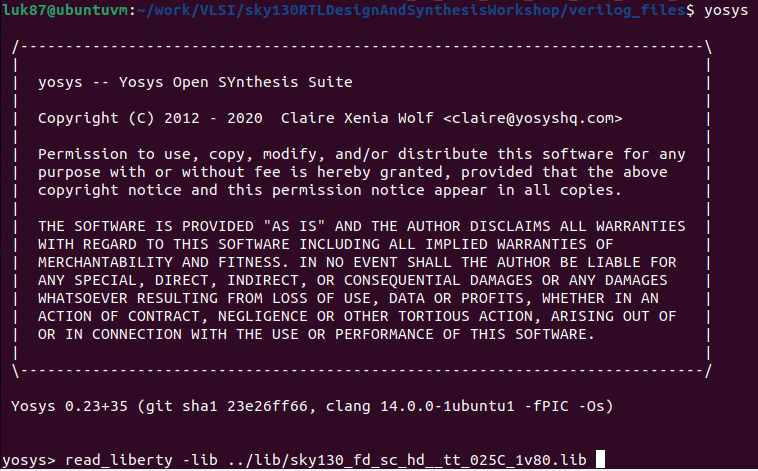 luk87@ubuntuvm:~/work/VLSI/sky130RTLDesignAndSynthesisWorkshop/verilog_files$ yosys
/----------------------------------------------------------------------------\
|                                                                            |
|  yosys -- Yosys Open SYnthesis Suite                                       |
|                                                                            |
|  Copyright (C) 2012 - 2020  Claire Xenia Wolf <claire@yosyshq.com>         |
|                                                                            |
|  Permission to use, copy, modify, and/or distribute this software for any  |
|  purpose with or without fee is hereby granted, provided that the above    |
|  copyright notice and this permission notice appear in all copies.         |
|                                                                            |
|  THE SOFTWARE IS PROVIDED "AS IS" AND THE AUTHOR DISCLAIMS ALL WARRANTIES  |
|  WITH REGARD TO THIS SOFTWARE INCLUDING ALL IMPLIED WARRANTIES OF          |
|  MERCHANTABILITY AND FITNESS. IN NO EVENT SHALL THE AUTHOR BE LIABLE FOR   |
|  ANY SPECIAL, DIRECT, INDIRECT, OR CONSEQUENTIAL DAMAGES OR ANY DAMAGES    |
|  WHATSOEVER RESULTING FROM LOSS OF USE, DATA OR PROFITS, WHETHER IN AN     |
|  ACTION OF CONTRACT, NEGLIGENCE OR OTHER TORTIOUS ACTION, ARISING OUT OF   |
|  OR IN CONNECTION WITH THE USE OR PERFORMANCE OF THIS SOFTWARE.            |
|                                                                            |
\----------------------------------------------------------------------------/
Yosys 0.23+35 (git sha1 23e26ff66, clang 14.0.0-1ubuntu1 -fPIC -Os)
yosys> read_liberty -lib ../lib/sky130_fd_sc_hd__tt_025C_1v80.lib